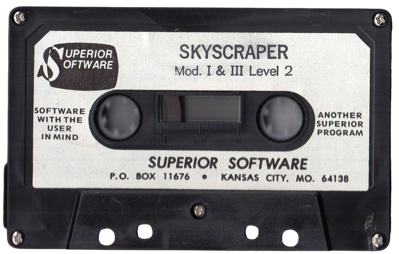 SUPERIOR
SOFTWARE
SKYSCRAPER
Mod. I & III Level 2
SOFTWARE
WITH THE
USER
IN MIND
ANOTHER
SUPERIOR
PROGRAM
SUPERIOR SOFTWARE
P.O. BOX 11676 • KANSAS CITY, MO. 64138